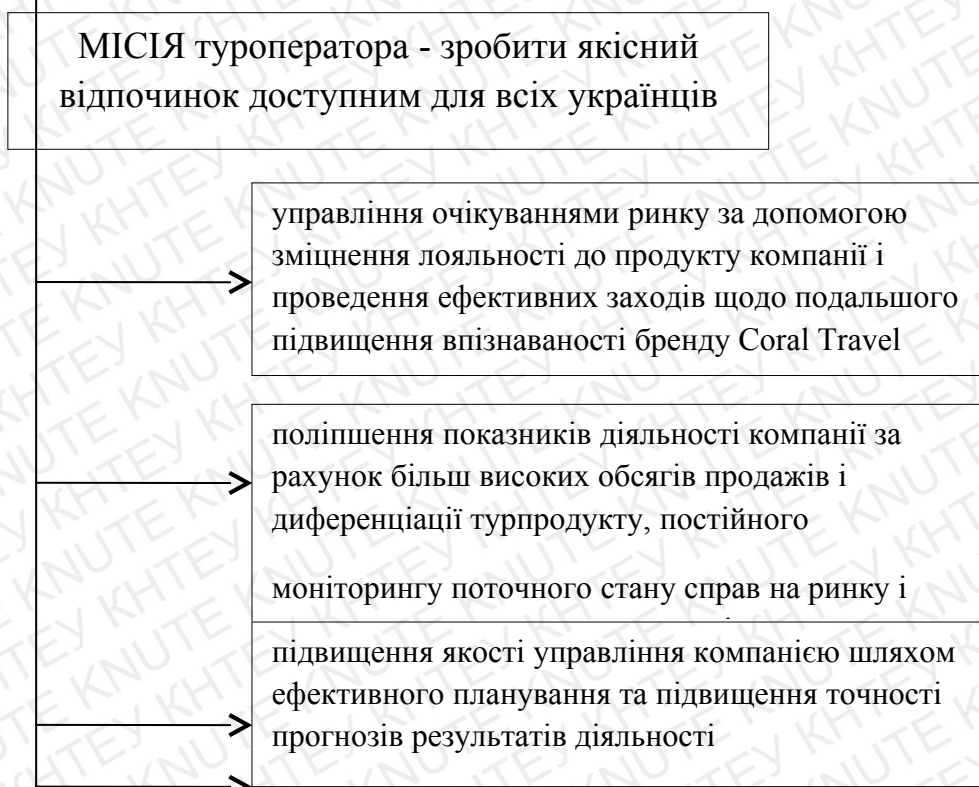 МІСІЯ туроператора - зробити якісний
відпочинок доступним для всіх українців
управління очікуваннями ринку за допомогою
зміцнення лояльності до продукту компанії і
проведення ефективних заходів щодо подальшого
підвищення впізнаваності бренду Coral Travel
поліпшення показників діяльності компанії за
рахунок більш високих обсягів продажів і
диференціації турпродукту, постійного
моніторингу поточного стану справ на ринку і
підвищення якості управління компанією шляхом
ефективного планування та підвищення точності
прогнозів результатів діяльності